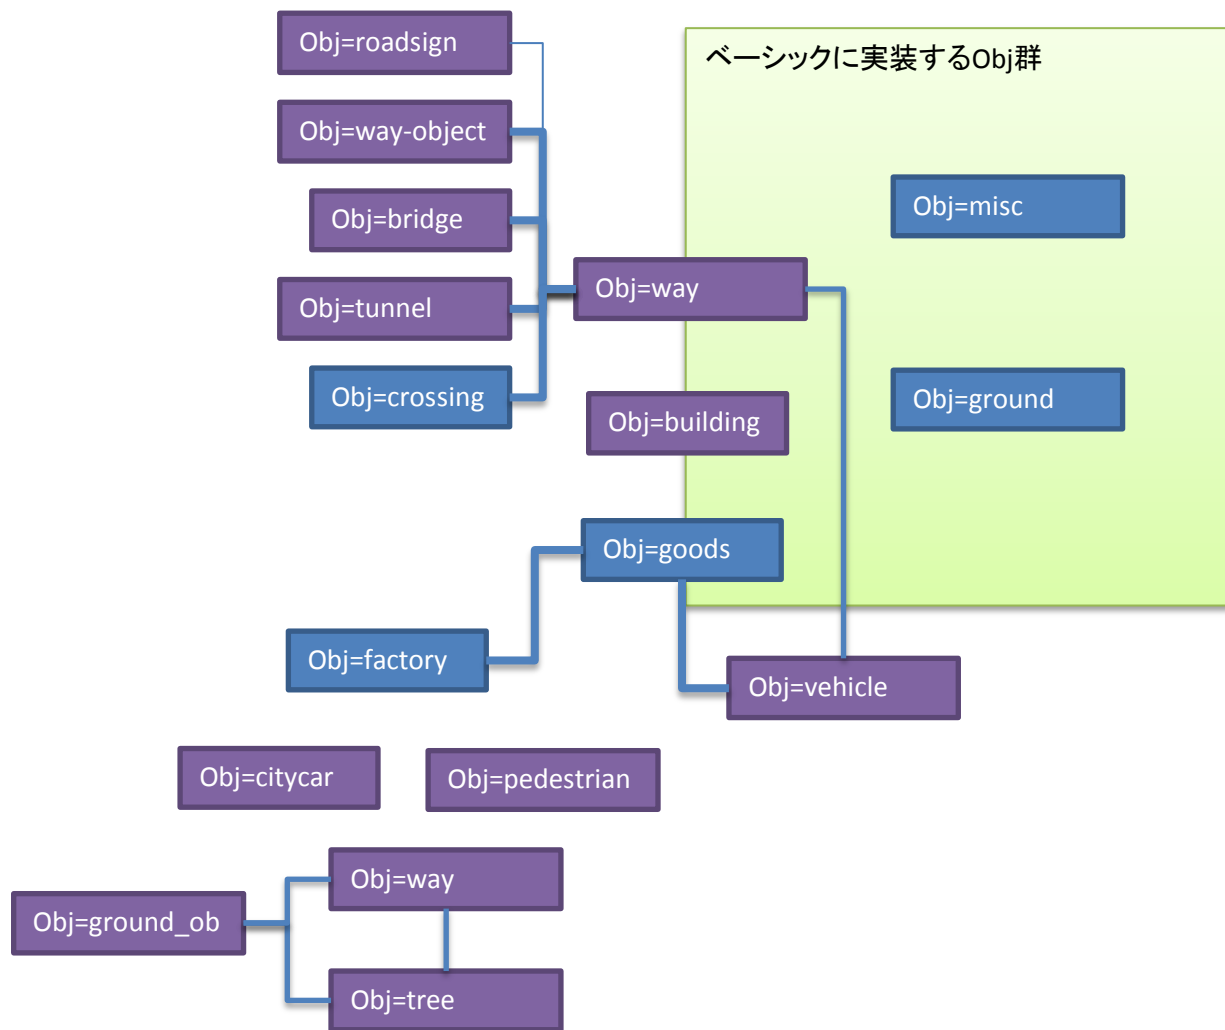 Obj=roadsign
ベーシックに実装するObj群
Obj=way-object
Obj=misc
Obj=bridge
Obj=way
Obj=tunnel
Obj=crossing
Obj=ground
Obj=building
Obj=goods
Obj=factory
Obj=vehicle
Obj=citycar
Obj=pedestrian
Obj=way
Obj=ground_ob
Obj=tree